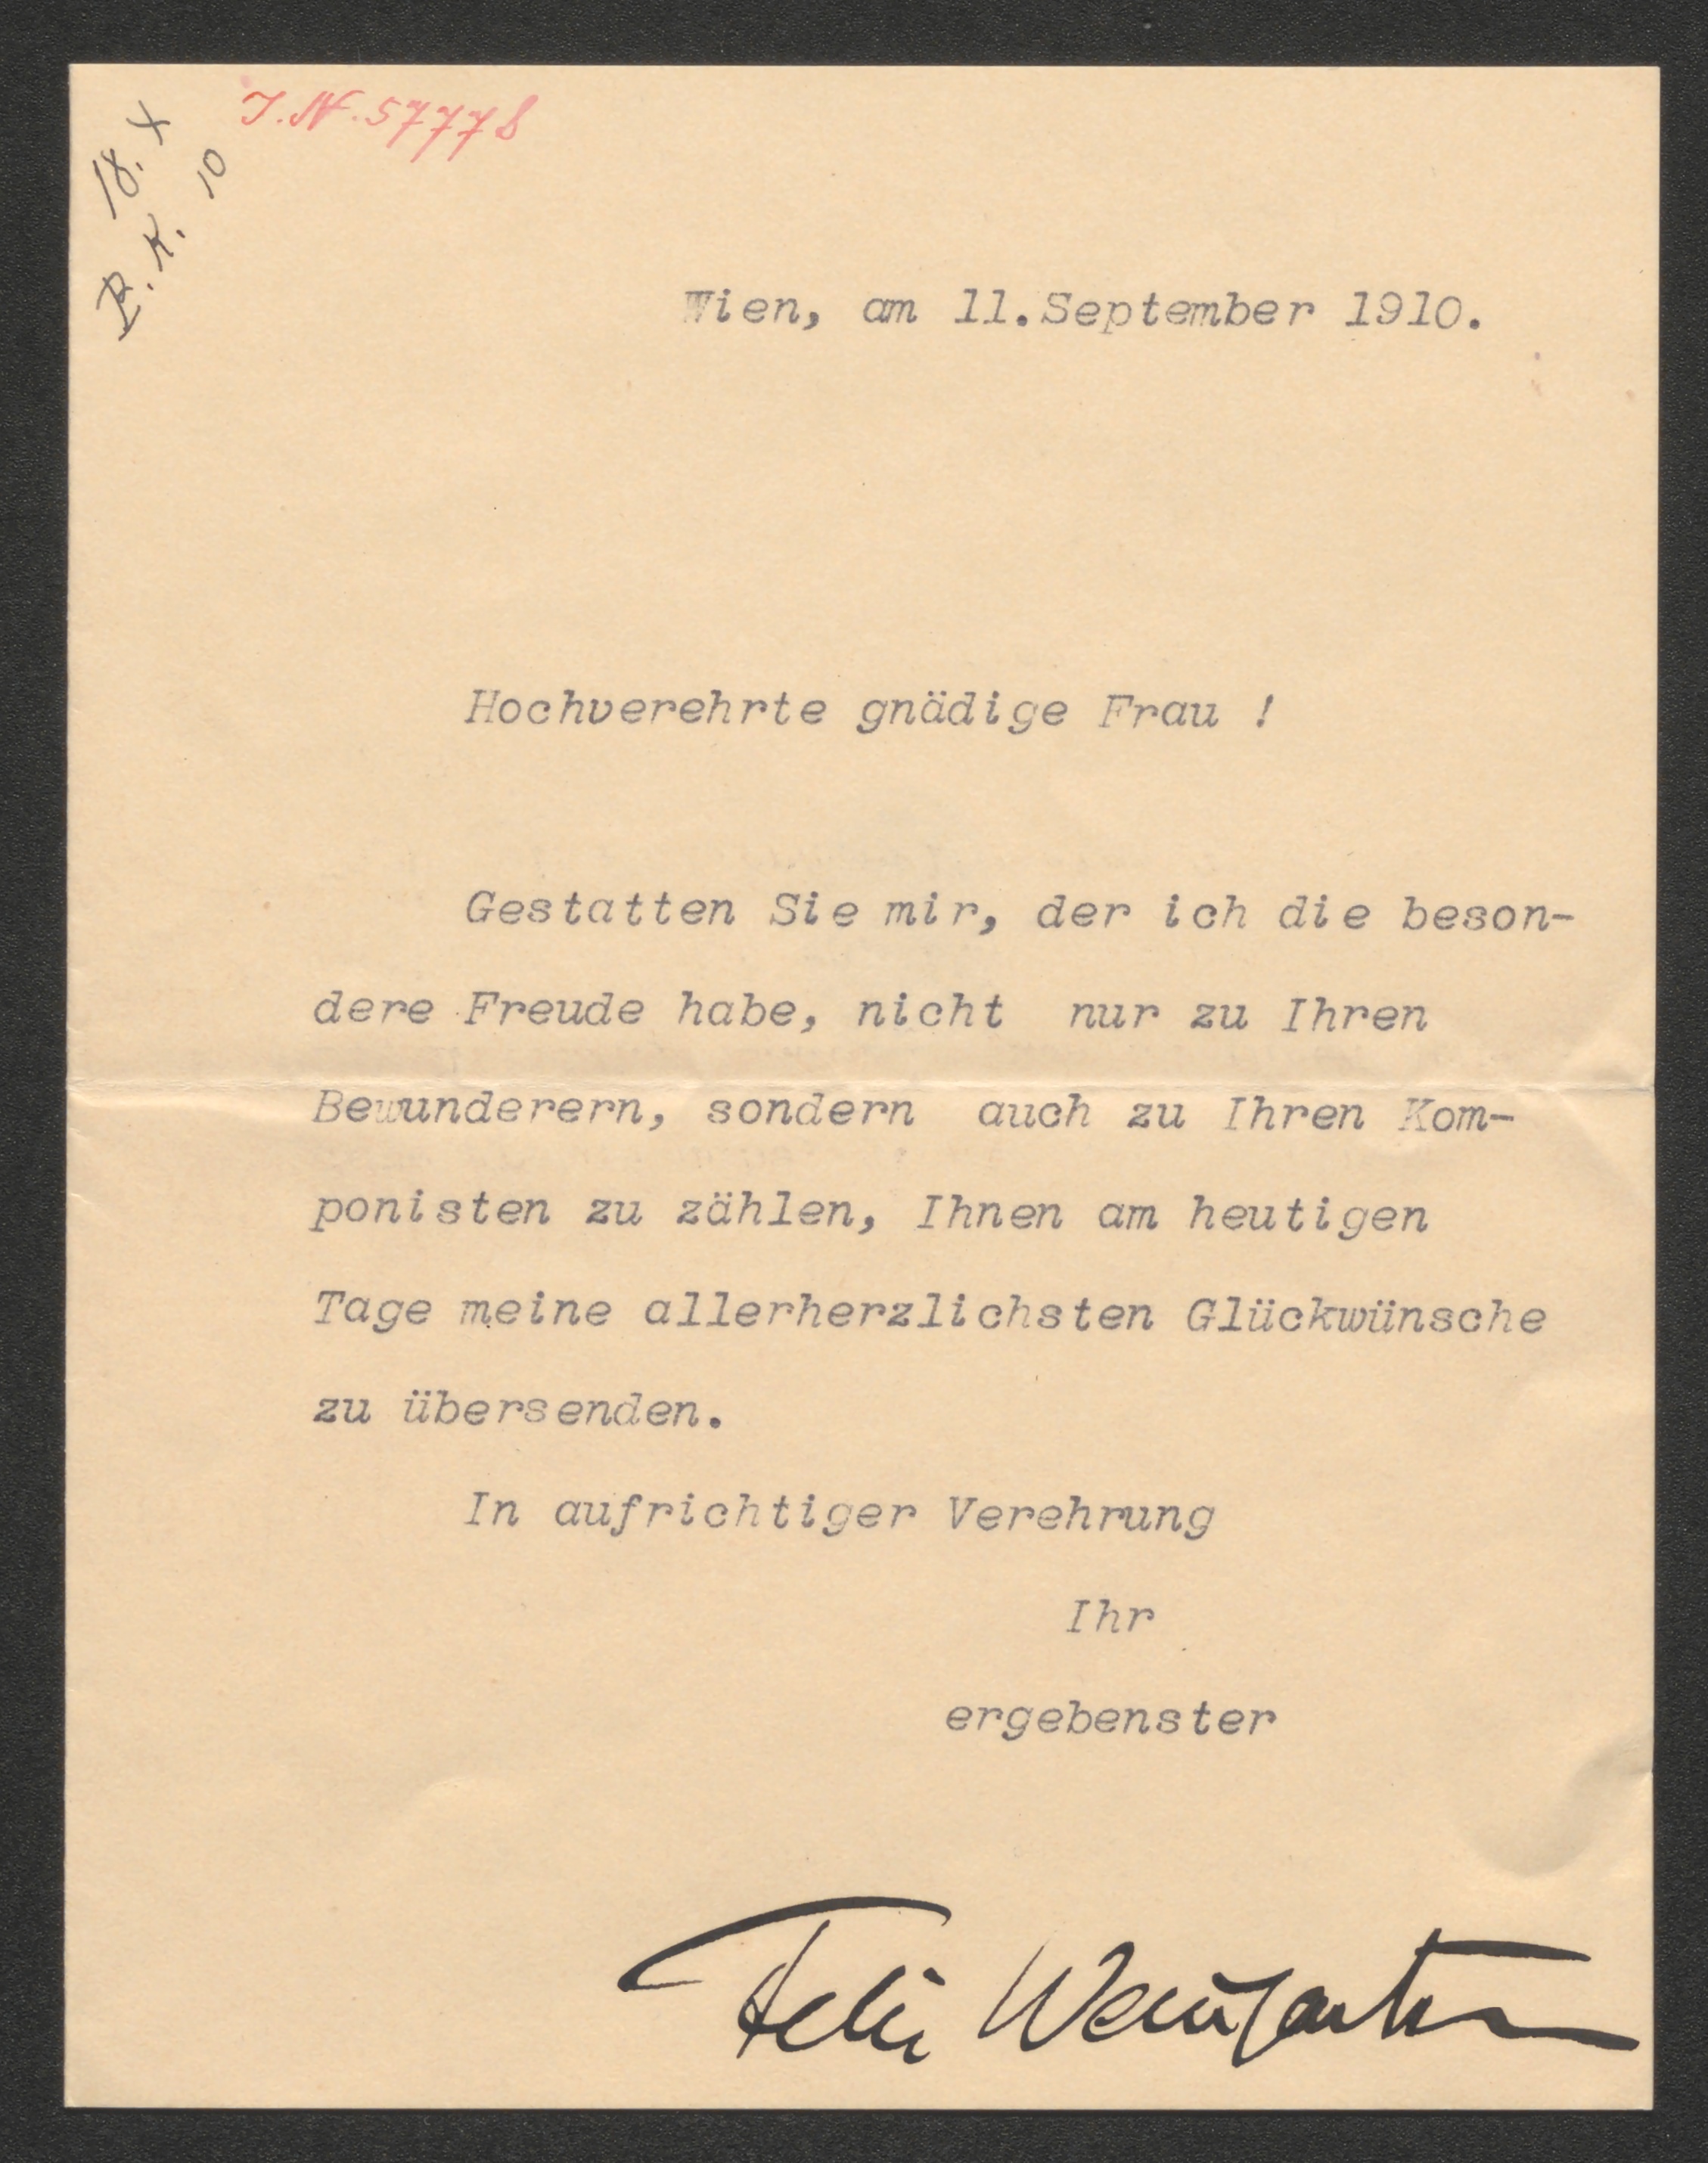 I.N. 57778
18. X
P. K. 10
Wien, am 11.September 1910.
Hochverehrte gnädige Frau !
Gestatten Sie mir, der ich die beson-
dere Freude habe, nicht nur zu Ihren
Bewunderern, sondern auch zu Ihren Kom-
ponisten zu zählen, Ihnen am heutigen
Tage meine allerherzlichsten Glückwünsche
zu übersenden.
In aufrichtiger Verehrung
Ihr
ergebenster
Felix Weingartner